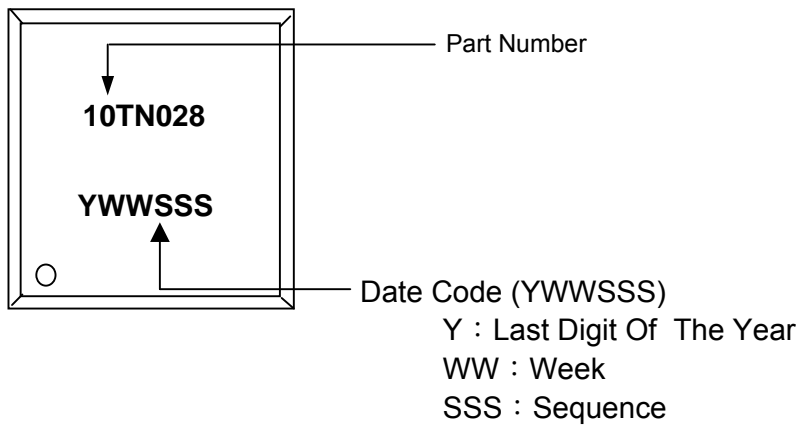 Part Number
10TN028
YWWSSS
Date Code (YWWSSS)
Y：Last Digit Of The Year
WW：Week
SSS：Sequence